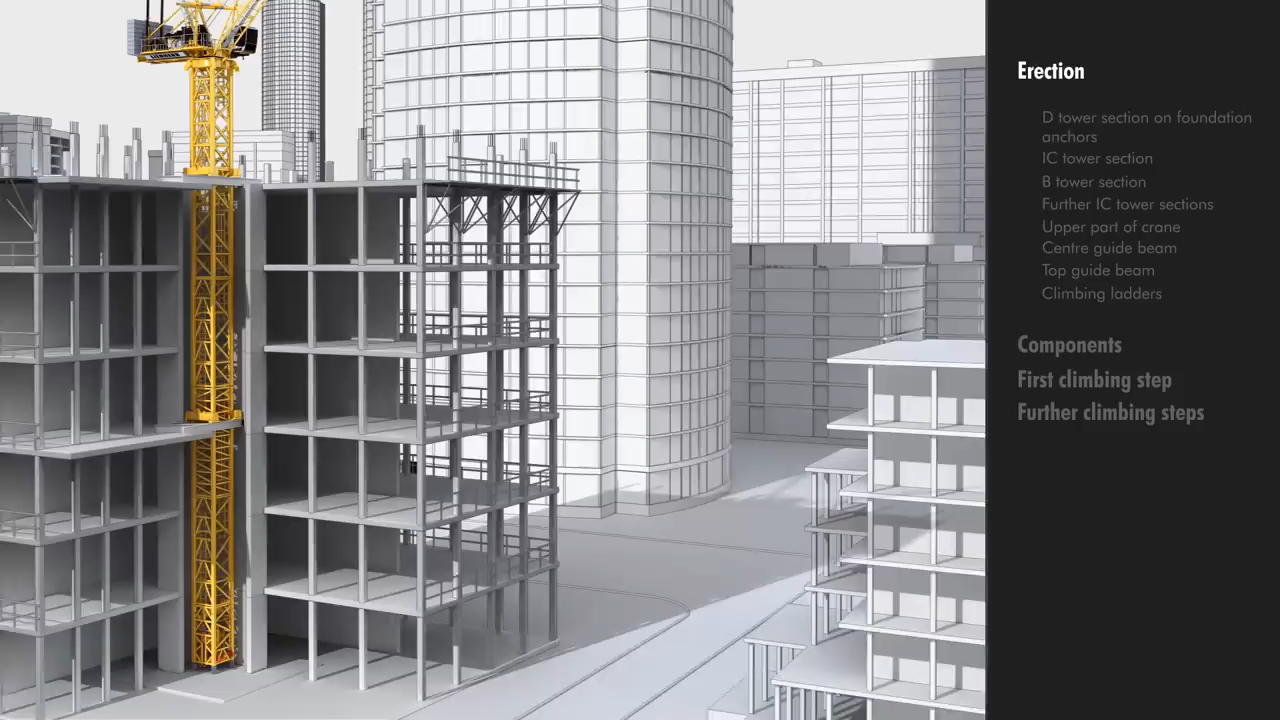 Erection
D tower section on foundation
anchors
IC tower section
B tower section
Further IC tower sections
Upper part of crane
Centre guide beam
Top guide beam
Climbing ladders
Components
First climbing step
Further climbing steps